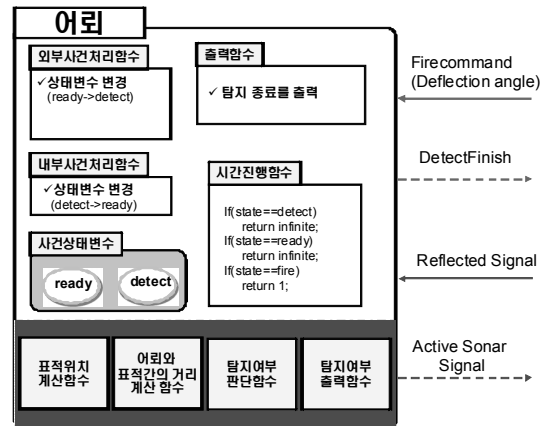 어뢰
외부사건처리함수
✓상태변수 변경
(ready->detect)
출력함수
✓ 탐지 종료를 출력
내부사건처리함수
✓상태변수 변경
(detect->ready)
시간진행함수
If(state==detect)
return infinite;
If(state==ready)
return infinite;
If(state==fire)
return 1;
사건상태변수
ready
detect
표적위치
계산함수
어뢰와
표적간의 거리
계산 함수
탐지여부
판단함수
탐지여부
출력함수
Firecommand
(Deflection angle)
DetectFinish
Reflected Signal
Active Sonar
Signal